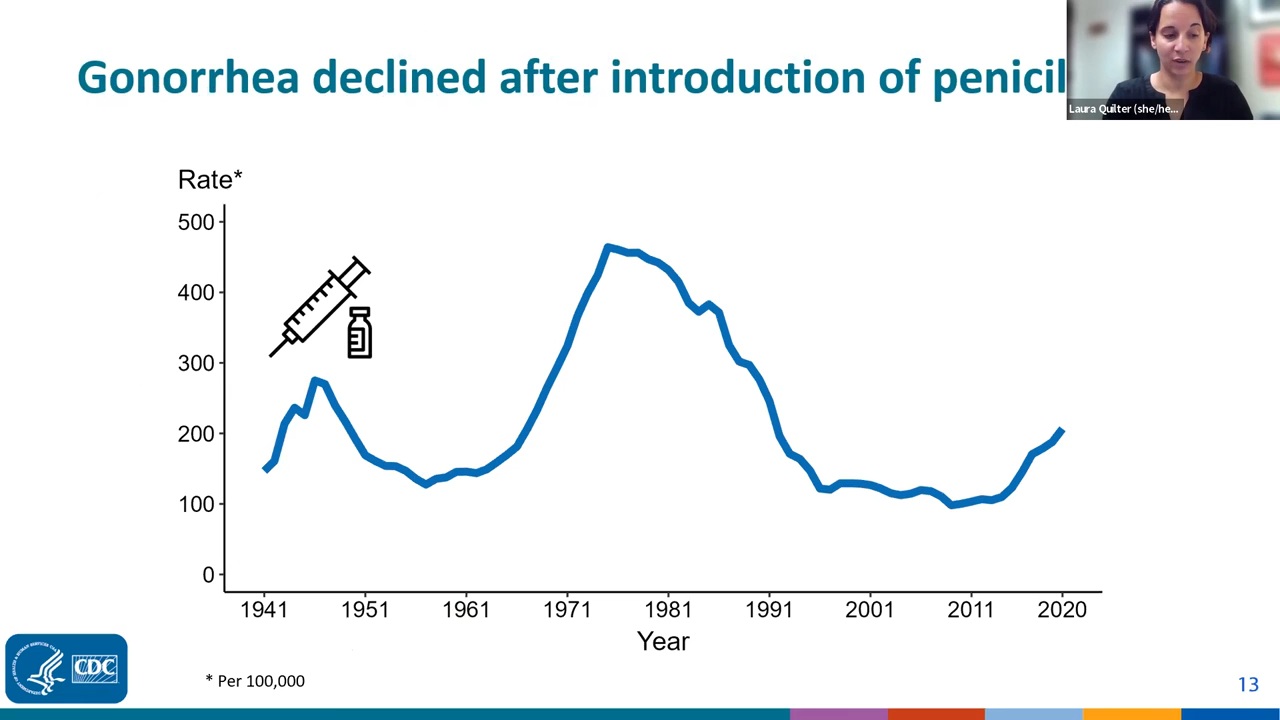 Gonorrhea declined after introduction of penicil
Laura Quilter (she/he...
Rate*
500
400
300
200
100
0
1941 1951 1961 1971 1981 1991 2001 2011 2020
Year
CDC
* Per 100,000
13